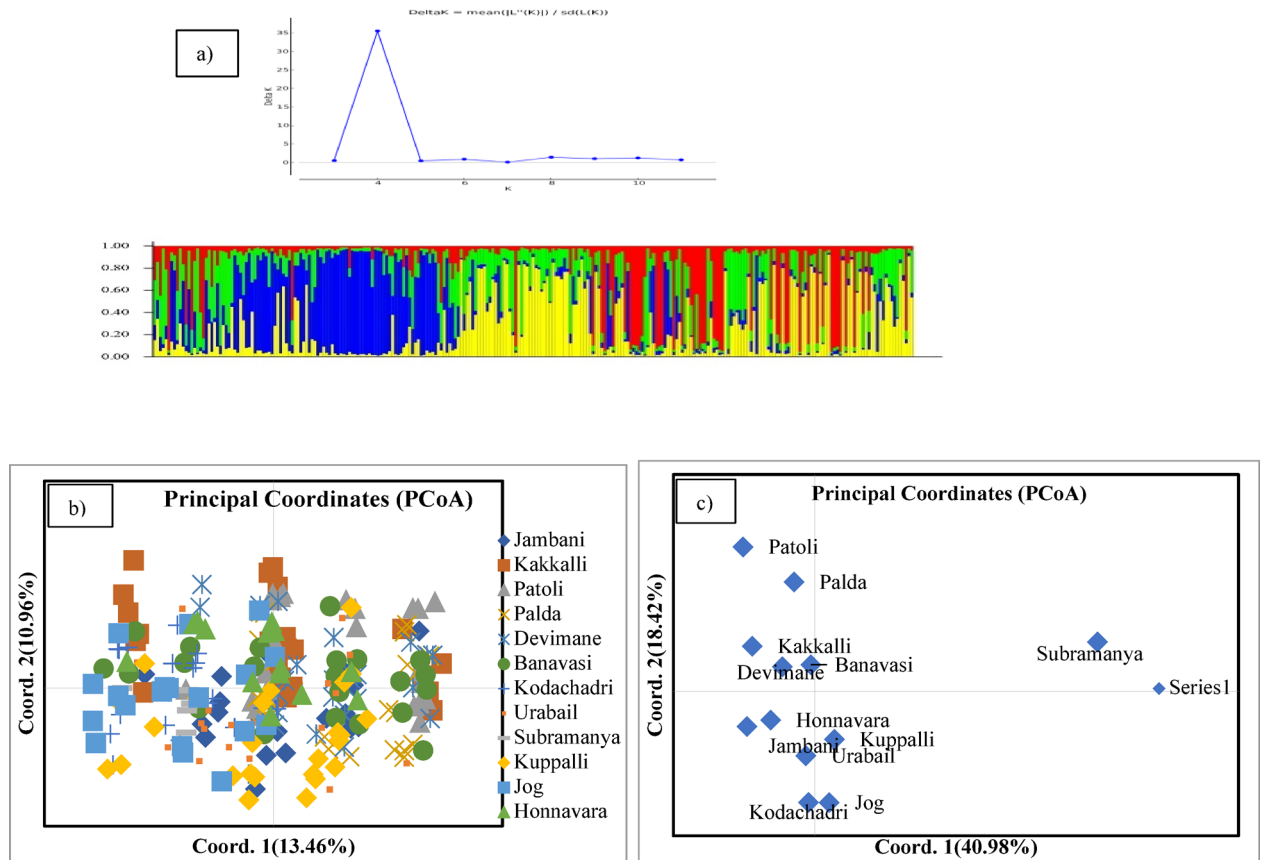 DeltaK = mean(|L"(K)|) / sd(L(K))
a)
Delta K
35
30
25
20
15
10
5
0
4
6
8
10
K
1.00
0.80
0.60
0.40
0.20
0.00
b)
Principal Coordinates (PCoA)
Coord. 2(10.96%)
Coord. 1(13.46%)
Jambani
Kakkalli
Patoli
Palda
Devimane
Banavasi
Kodachadri
Urabail
Subramanya
Kuppalli
Jog
Honnavara
c)
Principal Coordinates (PCoA)
Coord. 2(18.42%)
Patoli
Palda
Kakkalli
Devimane
Banavasi
Subramanya
Series1
Honnavara
Jambani
Kuppalli
Urabail
Kodachadri
Jog
Coord. 1(40.98%)